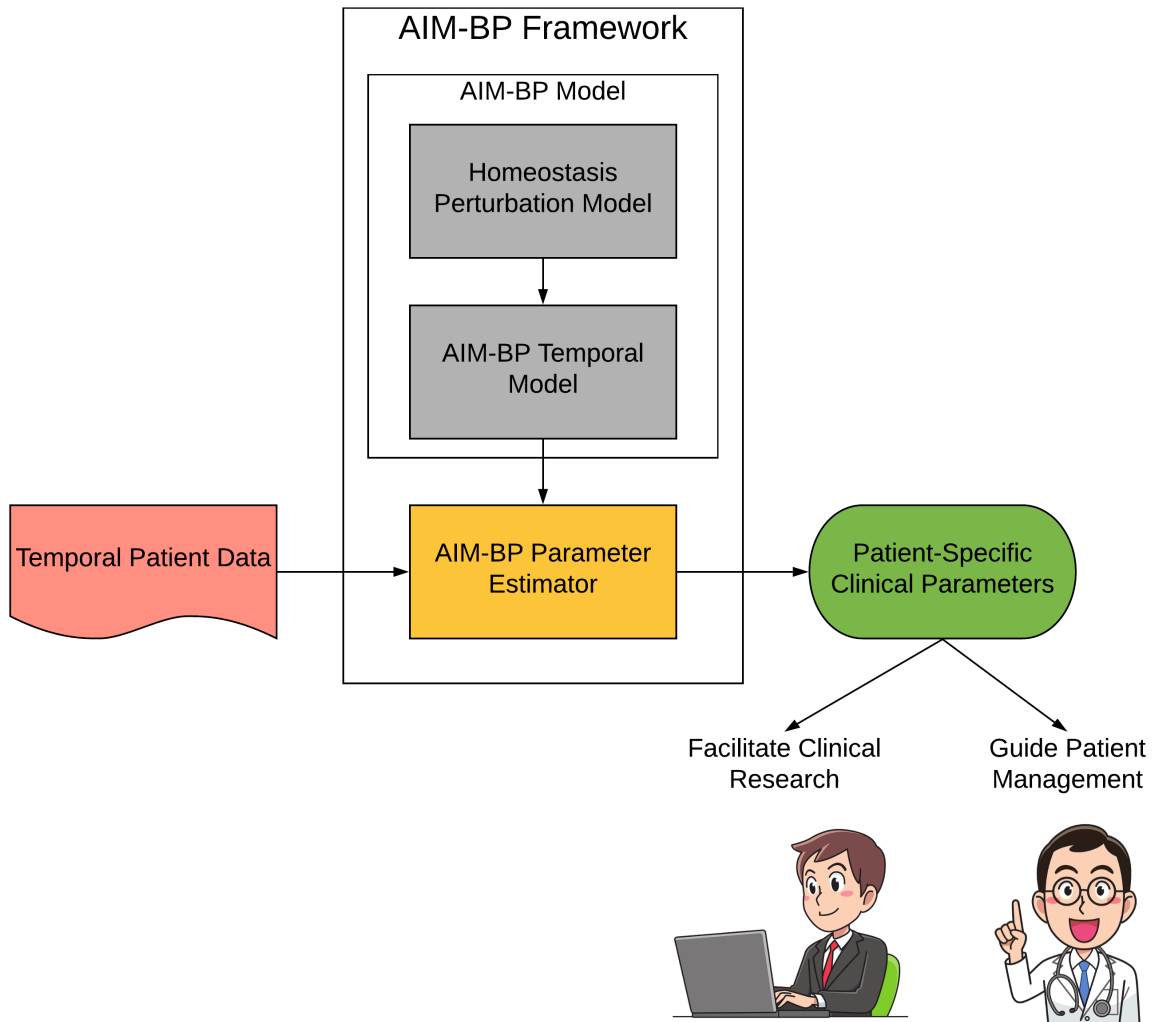 AIM-BP Framework
AIM-BP Model
Homeostasis
Perturbation Model
AIM-BP Temporal
Model
Temporal Patient Data
AIM-BP Parameter
Estimator
Patient-Specific
Clinical Parameters
Facilitate Clinical
Research
Guide Patient
Management